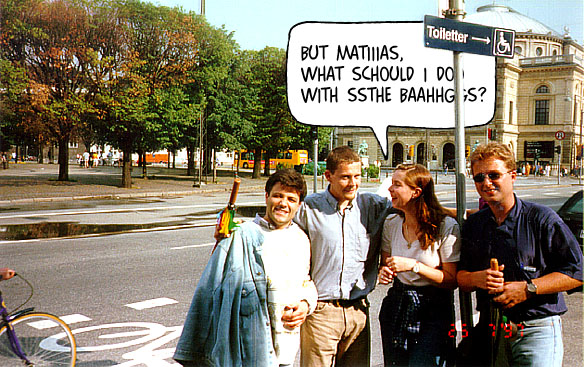 Toiletter →
BUT MATIIIAS,
WHAT SCHOULD I DO
WITH SSTHE BAAHHGGS?